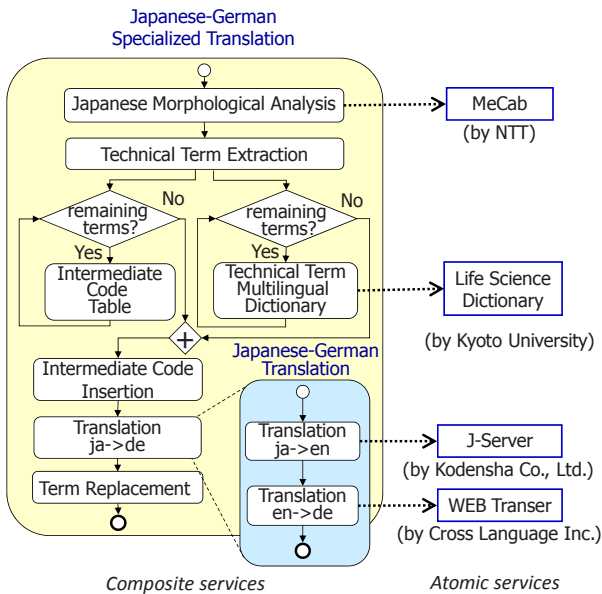 Japanese-German
Specialized Translation
Japanese Morphological Analysis
MeCab
(by NTT)
Technical Term Extraction
remaining
terms?
No
Yes
remaining
terms?
No
Yes
Intermediate
Code
Table
Technical Term
Multilingual
Dictionary
Life Science
Dictionary
(by Kyoto University)
+
Intermediate Code
Insertion
Japanese-German
Translation
Translation
ja->de
Translation
ja->en
J-Server
(by Kodensha Co., Ltd.)
Term Replacement
Translation
en->de
WEB Transer
(by Cross Language Inc.)
Composite services
Atomic services